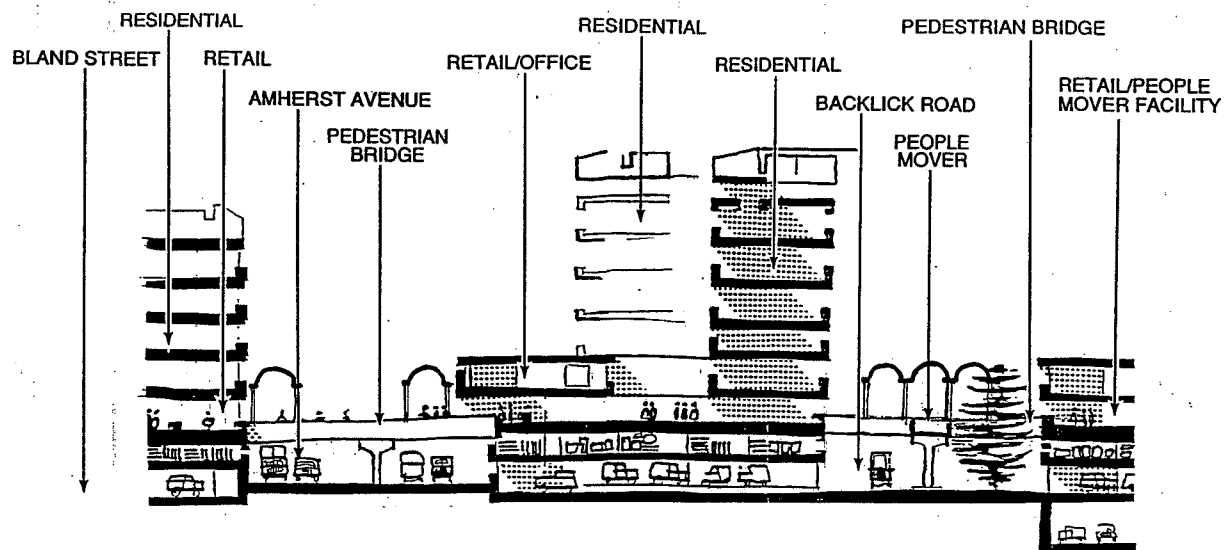 RESIDENTIAL
BLAND STREET
RETAIL
AMHERST AVENUE
PEDESTRIAN
BRIDGE
RETAIL/OFFICE
RESIDENTIAL
RESIDENTIAL
BACKLICK ROAD
PEOPLE
MOVER
PEDESTRIAN BRIDGE
RETAIL/PEOPLE
MOVER FACILITY